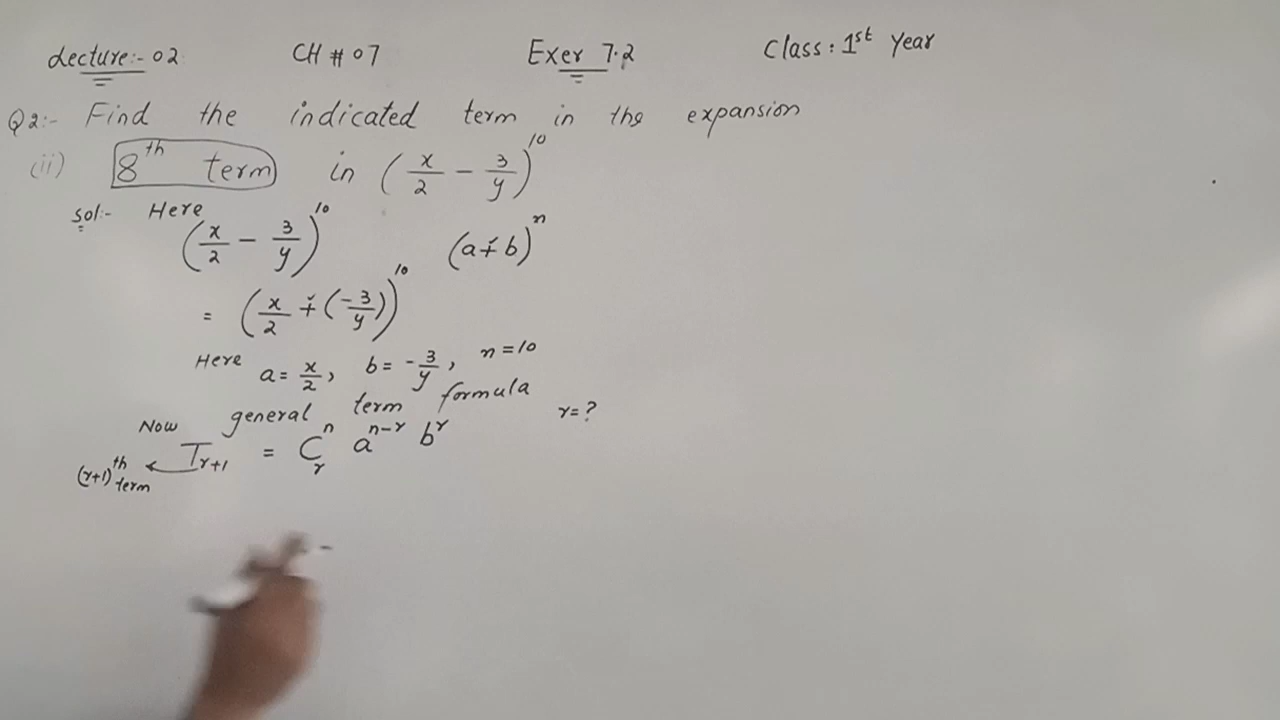 Lecture:- 02 CH # 07 Exer 7.2 Class: 1st Year
Q2:- Find the indicated term in the expansion
(ii) 8th term in (x/2 - 3/y)^10
Sol:- Here
(x/2 - 3/y)^10 (a+b)^n
= (x/2 + (-3/y))^10
Here a = x/2, b = -3/y, n = 10
Now general term formula
T_{r+1} = C^n_r a^{n-r} b^r r = ?
(r+1)th term